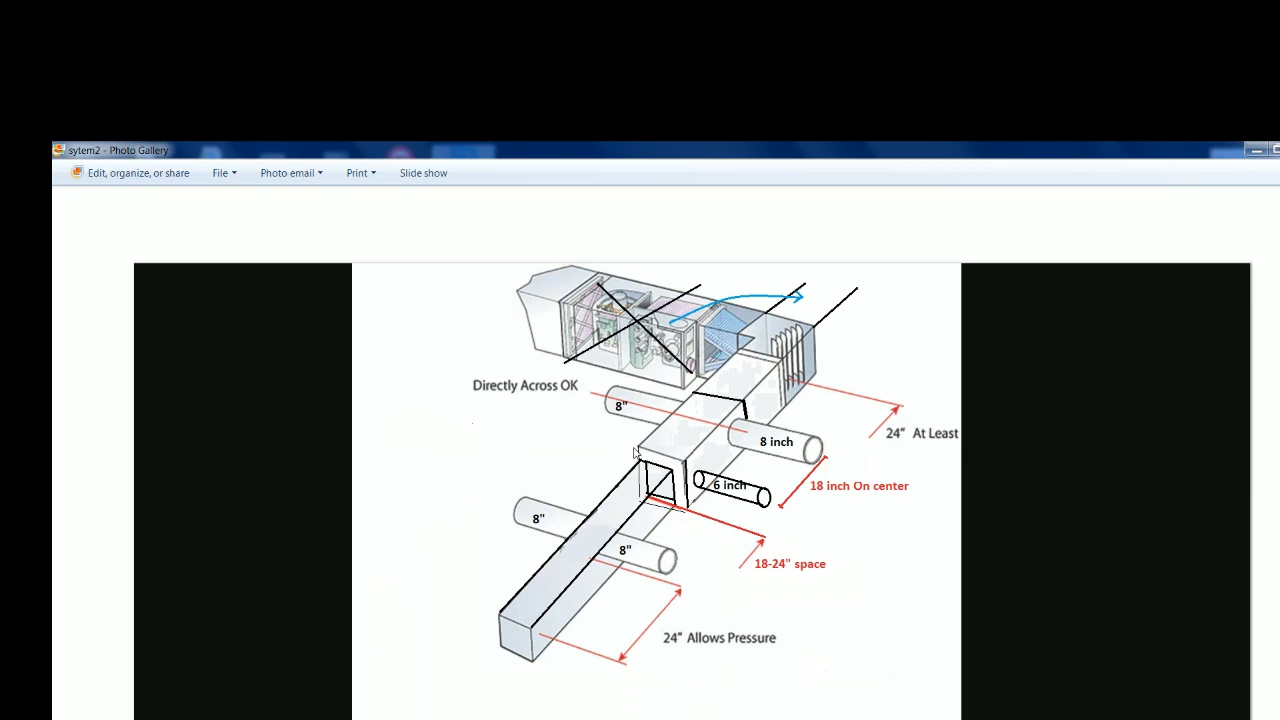 sytem2 - Photo Gallery
Edit, organize, or share File Photo email Print Slide show
Directly Across OK
8"
8 inch
24" At Least
6 inch
18 inch On center
8"
8"
18-24" space
24" Allows Pressure